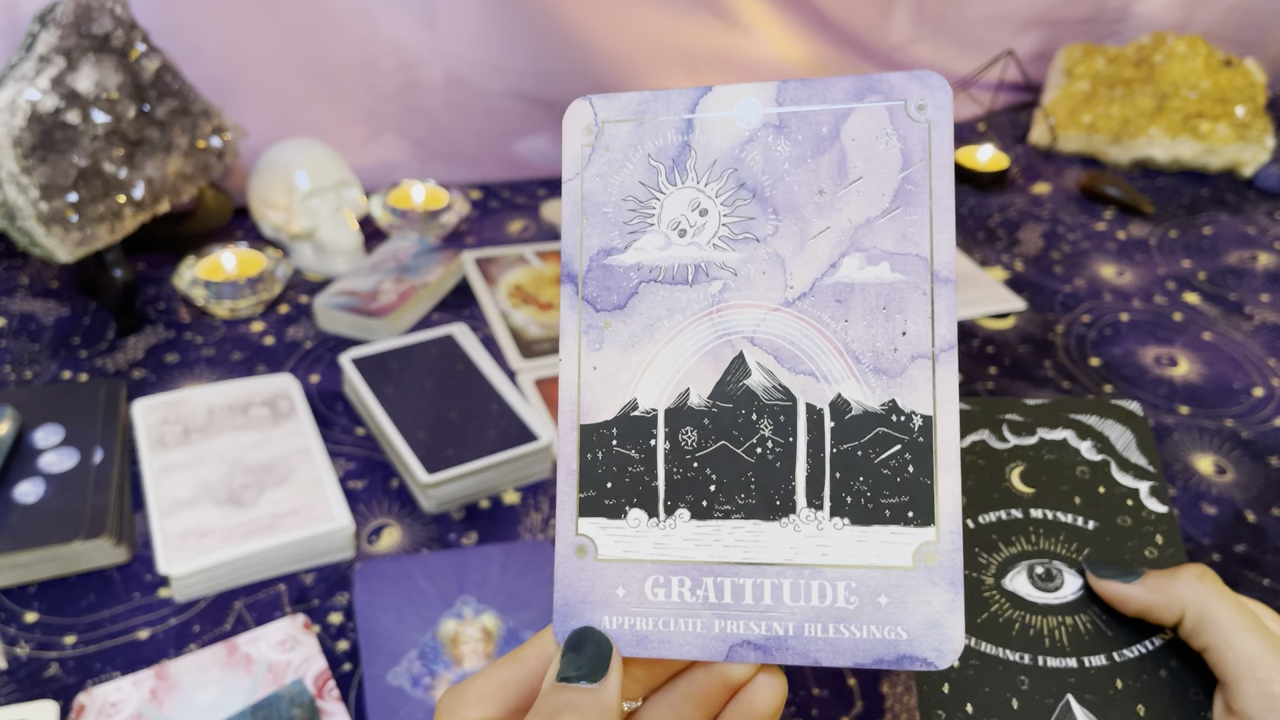 GRATITUDE
APPRECIATE PRESENT BLESSINGS
I OPEN MYSELF
GUIDANCE FROM THE UNIVERSE